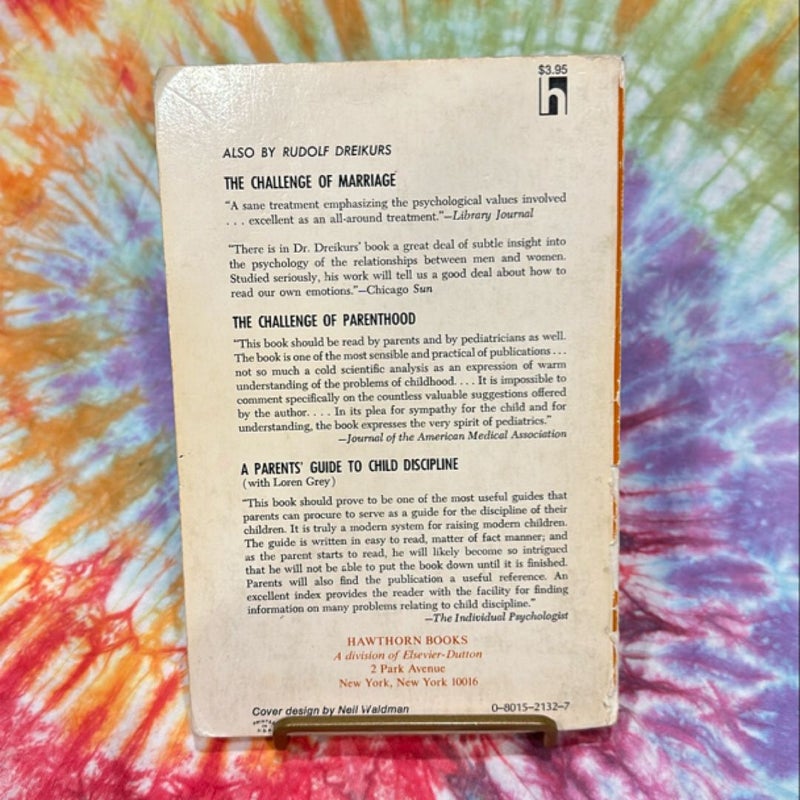 $3.95
h
ALSO BY RUDOLF DREIKURS
THE CHALLENGE OF MARRIAGE
"A sane treatment emphasizing the psychological values involved
. . . excellent as an all-around treatment."—Library Journal
"There is in Dr. Dreikurs' book a great deal of subtle insight into
the psychology of the relationships between men and women.
Studied seriously, his work will tell us a good deal about how to
read our own emotions."—Chicago Sun
THE CHALLENGE OF PARENTHOOD
"This book should be read by parents and by pediatricians as well.
The book is one of the most sensible and practical of publications . . .
not so much a cold scientific analysis as an expression of warm
understanding of the problems of childhood. . . . It is impossible to
comment specifically on the countless valuable suggestions offered
by the author. . . . In its plea for sympathy for the child and for
understanding, the book expresses the very spirit of pediatrics."
—Journal of the American Medical Association
A PARENTS' GUIDE TO CHILD DISCIPLINE
(with Loren Grey)
"This book should prove to be one of the most useful guides that
parents can procure to serve as a guide for the discipline of their
children. It is truly a modern system for raising modern children.
The guide is written in easy to read, matter of fact manner; and
as the parent starts to read, he will likely become so intrigued
that he will not be able to put the book down until it is finished.
Parents will also find the publication a useful reference. An
excellent index provides the reader with the facility for finding
information on many problems relating to child discipline."
—The Individual Psychologist
HAWTHORN BOOKS
A division of Elsevier-Dutton
2 Park Avenue
New York, New York 10016
Cover design by Neil Waldman
0-8015-2132-7